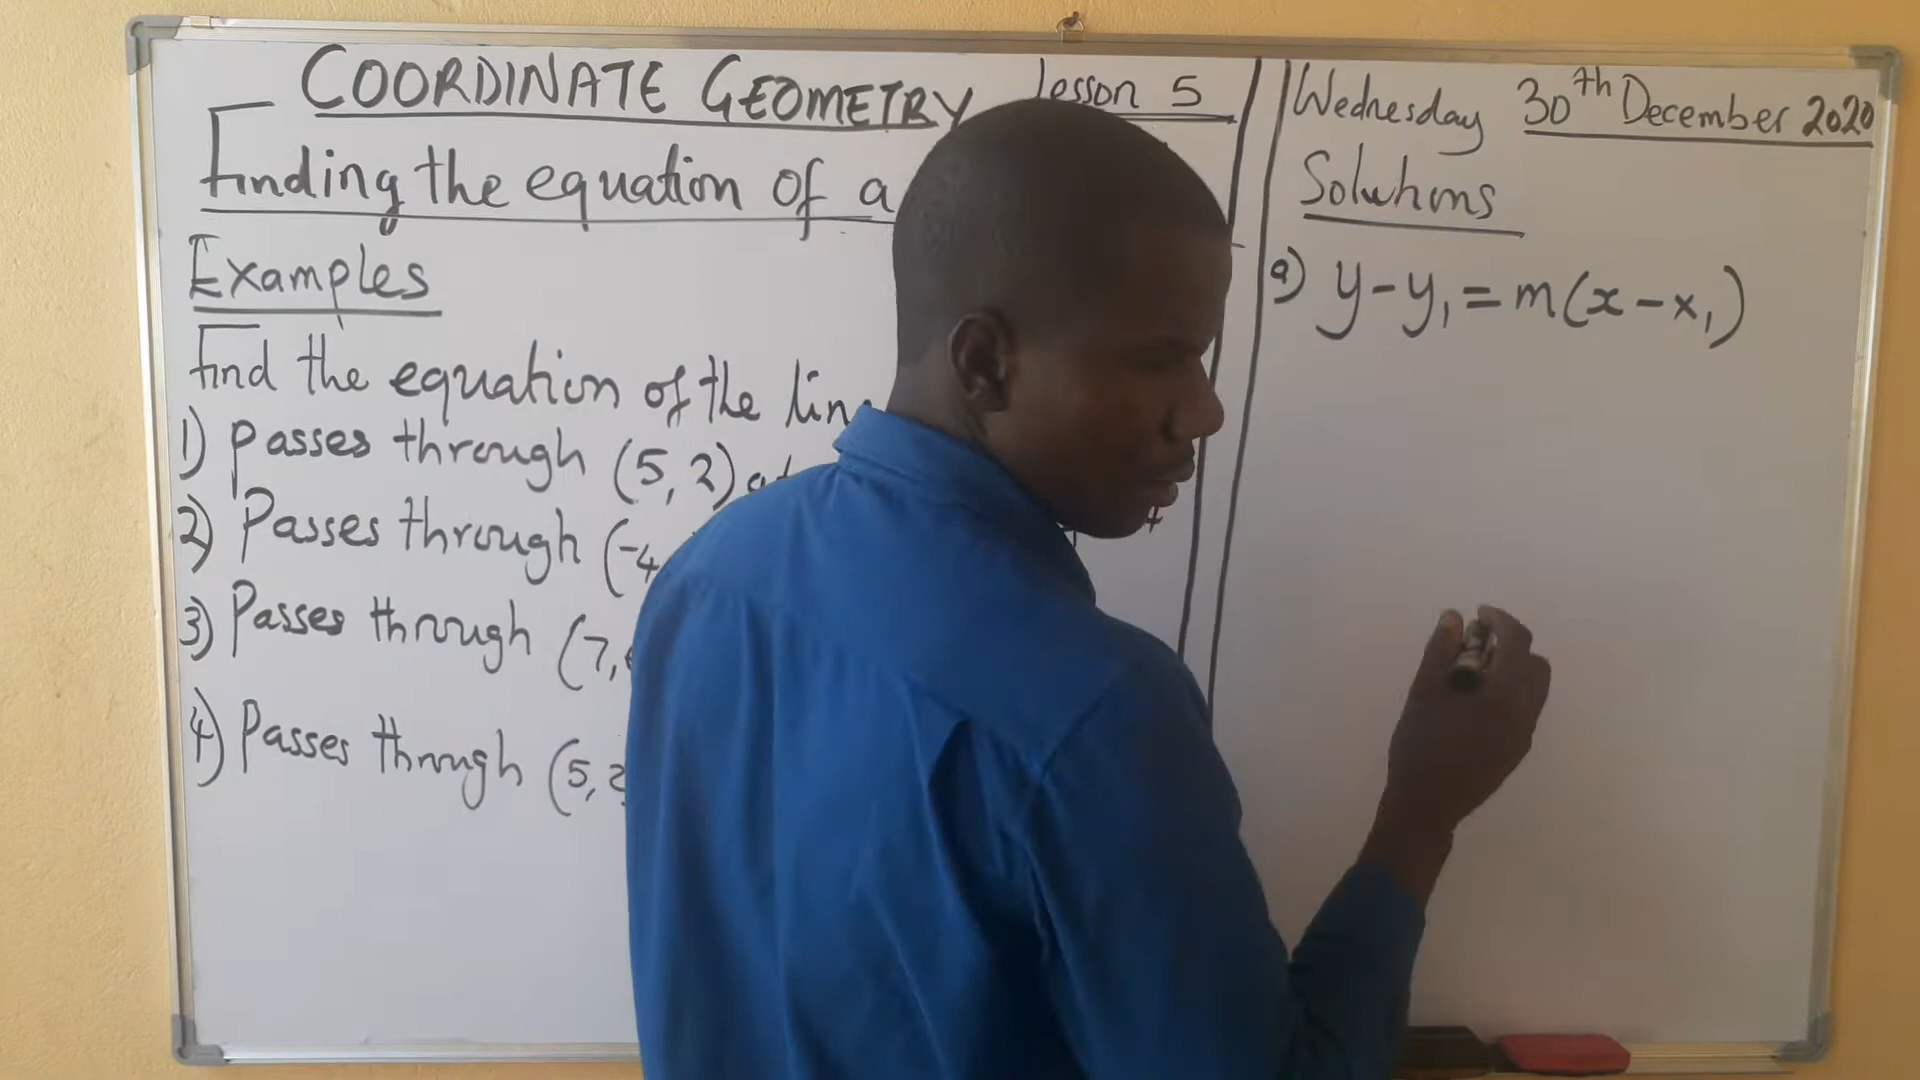 COORDINATE GEOMETRY Lesson 5
Finding the equation of a
Examples
Find the equation of the
1) Passes through (5, 2)
2) Passes through (-4
3) Passes through (7,
4) Passes through (5, 2
Wednesday 30th December 2020
Solutions
a) y-y₁ = m(x-x₁)